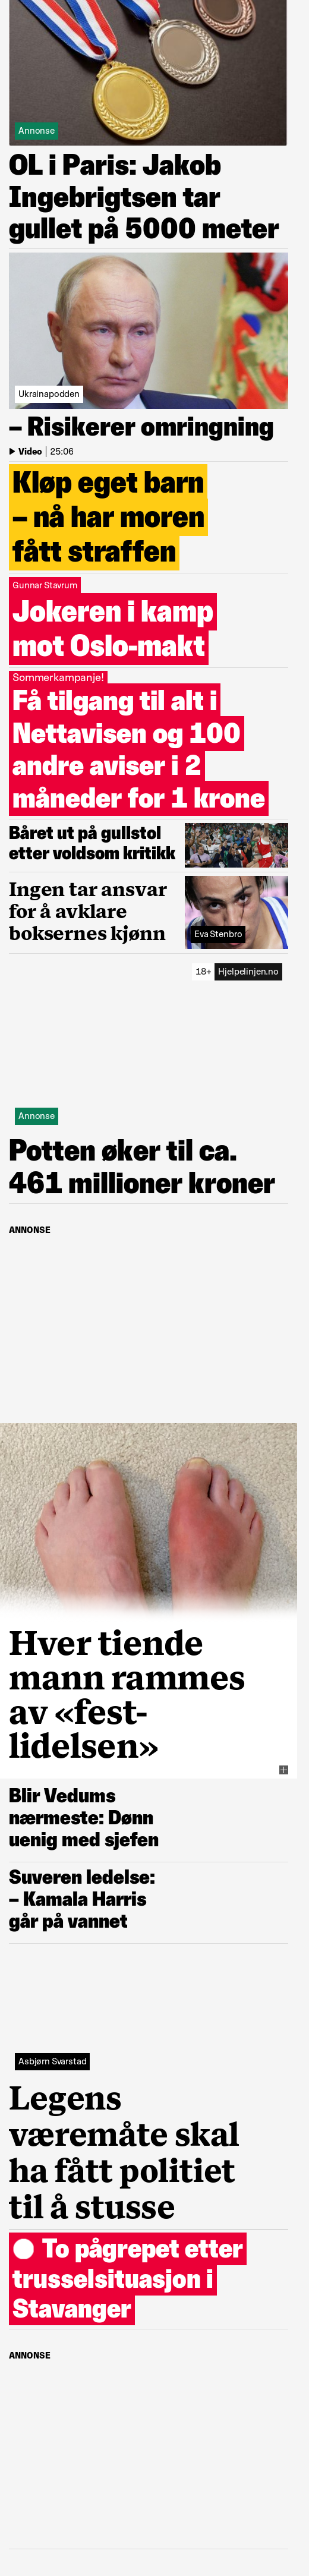 Annonse
OL i Paris: Jakob
Ingebrigtsen tar
gullet på 5000 meter
Ukrainapodden
– Risikerer omringning
Video | 25:06
Kløp eget barn
– nå har moren
fått straffen
Gunnar Stavrum
Jokeren i kamp
mot Oslo-makt
Sommerkampanje!
Få tilgang til alt i
Nettavisen og 100
andre aviser i 2
måneder for 1 krone
Båret ut på gullstol
etter voldsom kritikk
Ingen tar ansvar
for å avklare
boksernes kjønn
Eva Stenbro
18+ Hjelpelinjen.no
Annonse
Potten øker til ca.
461 millioner kroner
ANNONSE
Hver tiende
mann rammes
av «fest-
lidelsen»
Blir Vedums
nærmeste: Dønn
uenig med sjefen
Suveren ledelse:
– Kamala Harris
går på vannet
Asbjørn Svarstad
Legens
væremåte skal
ha fått politiet
til å stusse
To pågrepet etter
trusselsituasjon i
Stavanger
ANNONSE